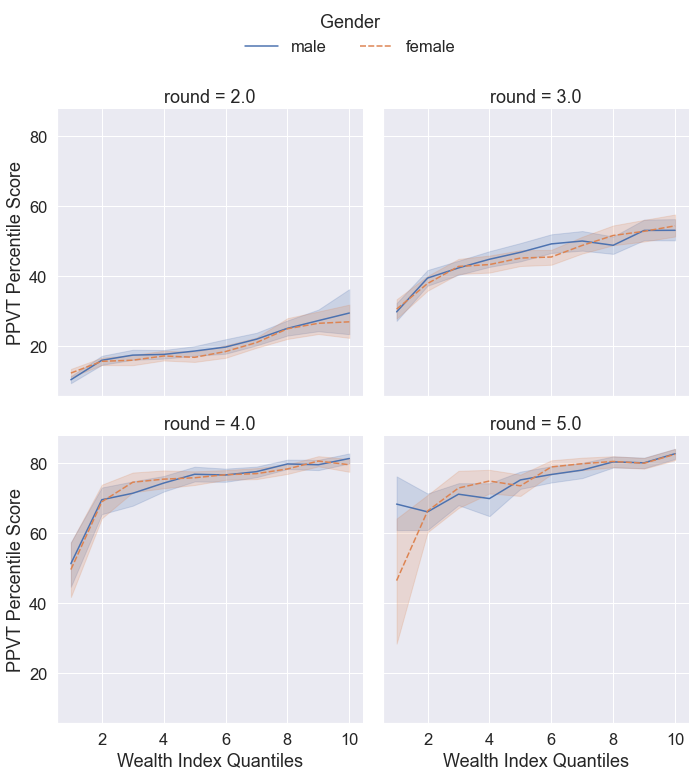 Gender
male female
round = 2.0 round = 3.0
80
60
40
20
PPVT Percentile Score
round = 4.0 round = 5.0
80
60
40
20
PPVT Percentile Score
2 4 6 8 10 2 4 6 8 10
Wealth Index Quantiles Wealth Index Quantiles